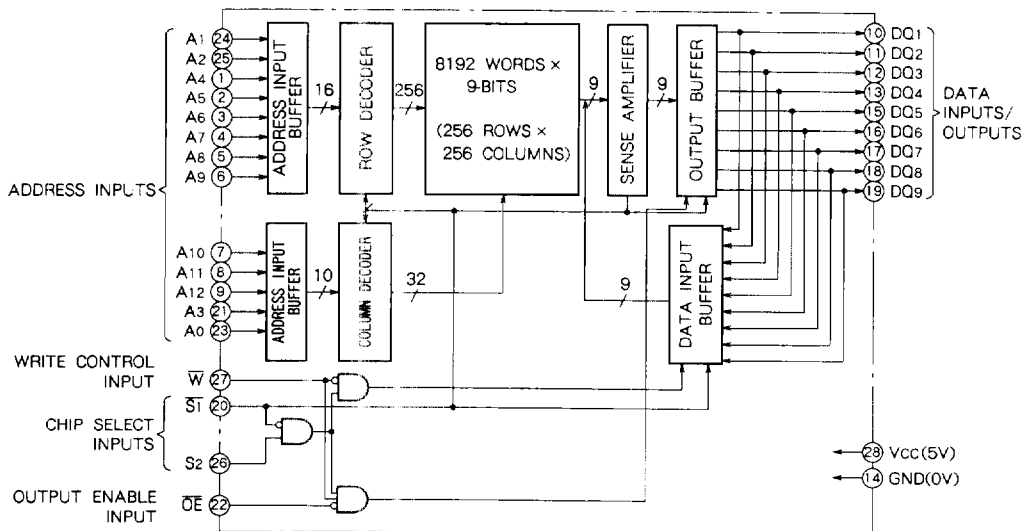 ADDRESS INPUTS
A1 24
A2 25
A4 1
A5 2
A6 3
A7 4
A8 5
A9 6
A10 7
A11 8
A12 9
A3 21
A0 23
ADDRESS INPUT
BUFFER
16
ROW DECODER
256
8192 WORDS ×
9-BITS
(256 ROWS ×
256 COLUMNS)
9
SENSE AMPLIFIER
9
OUTPUT BUFFER
10 DQ1
11 DQ2
12 DQ3
13 DQ4
15 DQ5
16 DQ6
17 DQ7
18 DQ8
19 DQ9
DATA
INPUTS/
OUTPUTS
ADDRESS INPUT
BUFFER
10
COLUMN DECODER
32
9
DATA INPUT
BUFFER
WRITE CONTROL
INPUT
W̅ 27
CHIP SELECT
INPUTS
S̅1̅ 20
S2 26
OUTPUT ENABLE
INPUT
O̅E̅ 22
28 VCC(5V)
14 GND(0V)